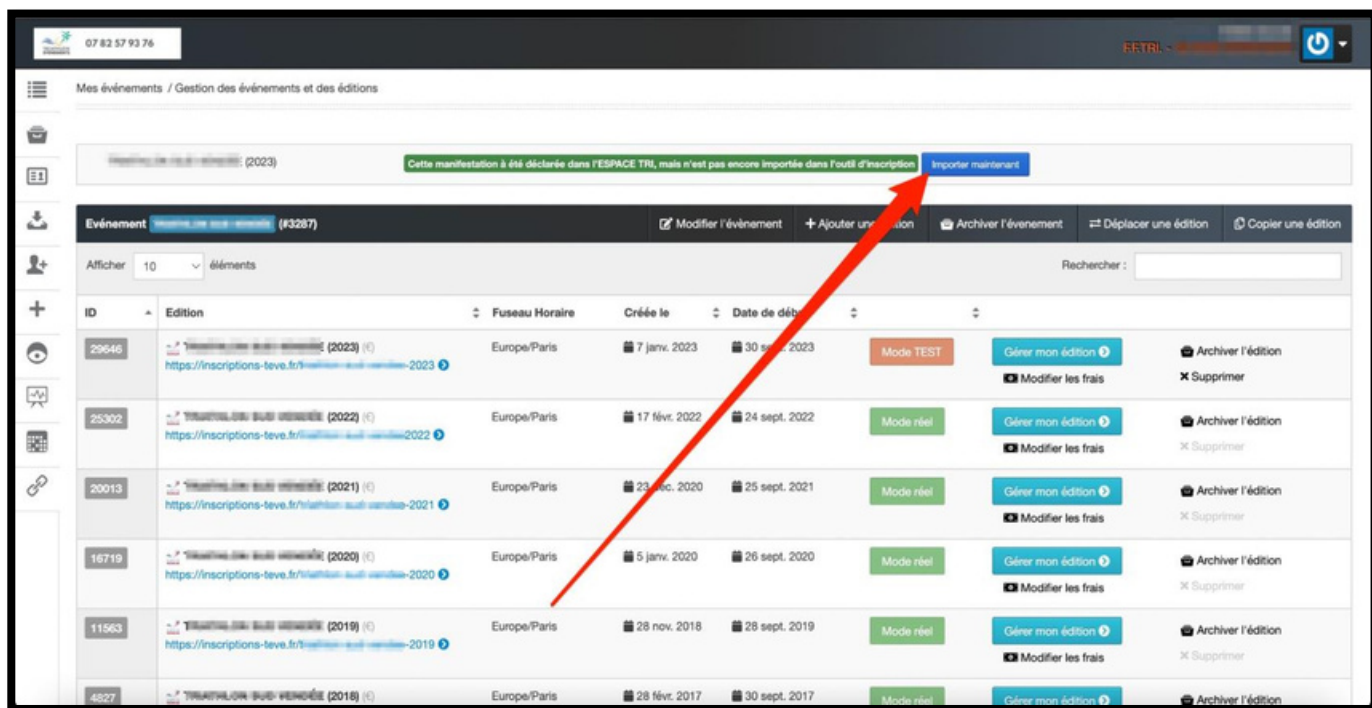 07 82 57 93 76
FFTRI. -
Mes événements / Gestion des événements et des éditions
(2023) Cette manifestation à été déclarée dans l'ESPACE TRI, mais n'est pas encore importée dans l'outil d'inscription Importer maintenant
Evénement (#3287) Modifier l'évènement Ajouter une Archiver l'évenement Déplacer une édition Copier une édition
Afficher 10 éléments Rechercher :
ID Edition Fuseau Horaire Créée le Date de
29646 (2023) (€) Europe/Paris 7 janv. 2023 30 2023 Mode TEST Gérer mon édition Archiver l'édition
https://inscriptions-teve.fr/ -2023 Modifier les frais Supprimer
25302 (2022) (€) Europe/Paris 17 févr. 2022 24 sept. 2022 Mode réel Gérer mon édition Archiver l'édition
https://inscriptions-teve.fr/ 2022 Modifier les frais Supprimer
20013 (2021) (€) Europe/Paris 23 2020 25 sept. 2021 Mode réel Gérer mon édition Archiver l'édition
https://inscriptions-teve.fr/ -2021 Modifier les frais Supprimer
16719 (2020) (€) Europe/Paris 5 janv. 2020 26 sept. 2020 Mode réel Gérer mon édition Archiver l'édition
https://inscriptions-teve.fr/ -2020 Modifier les frais Supprimer
11563 (2019) (€) Europe/Paris 28 nov. 2018 28 sept. 2019 Mode réel Gérer mon édition Archiver l'édition
https://inscriptions-teve.fr/ -2019 Modifier les frais Supprimer
4827 (2018) (€) Europe/Paris 28 févr. 2017 30 sept. 2017 Mode réel Gérer mon édition Archiver l'édition